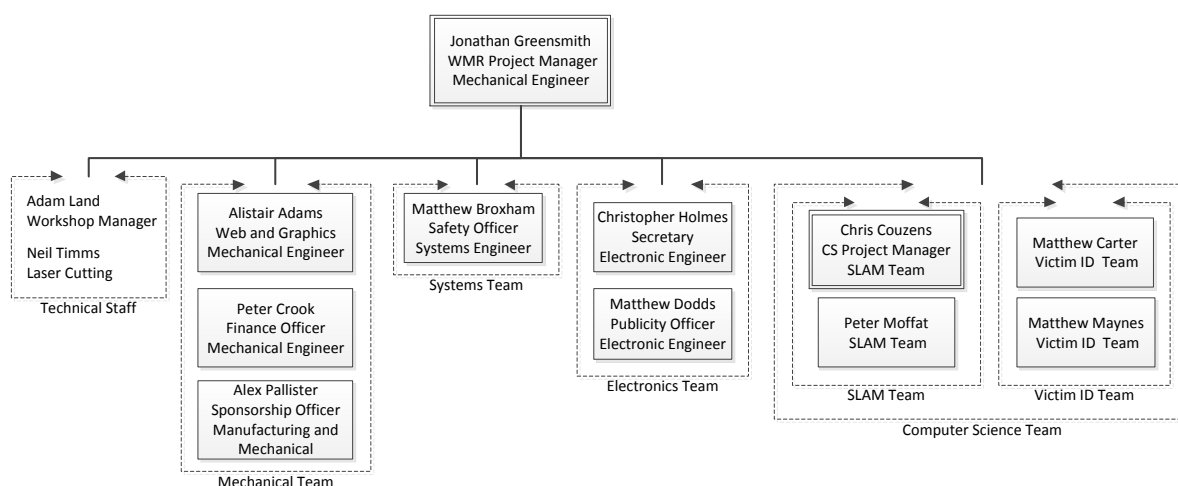 Jonathan Greensmith
WMR Project Manager
Mechanical Engineer
Adam Land
Workshop Manager
Neil Timms
Laser Cutting
Technical Staff
Alistair Adams
Web and Graphics
Mechanical Engineer
Peter Crook
Finance Officer
Mechanical Engineer
Alex Pallister
Sponsorship Officer
Manufacturing and
Mechanical
Mechanical Team
Matthew Broxham
Safety Officer
Systems Engineer
Systems Team
Christopher Holmes
Secretary
Electronic Engineer
Matthew Dodds
Publicity Officer
Electronic Engineer
Electronics Team
Chris Couzens
CS Project Manager
SLAM Team
Peter Moffat
SLAM Team
SLAM Team
Matthew Carter
Victim ID  Team
Matthew Maynes
Victim ID  Team
Victim ID Team
Computer Science Team